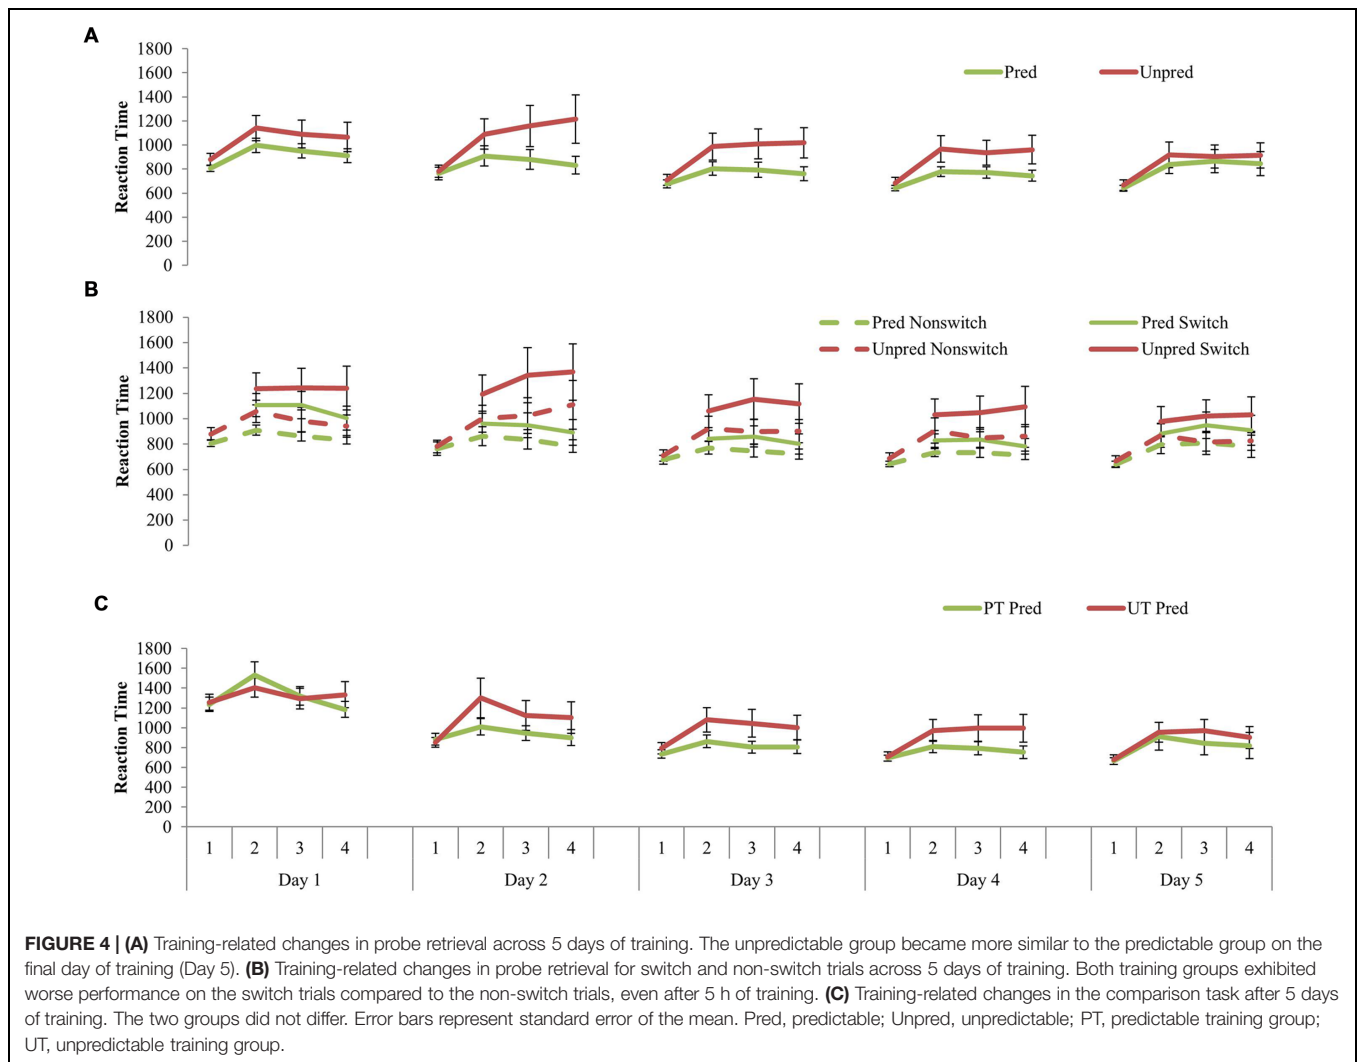 A
1800
1600
1400
1200
1000
800
600
400
200
0
Reaction Time
Pred
Unpred
B
1800
1600
1400
1200
1000
800
600
400
200
0
Reaction Time
Pred Nonswitch
Pred Switch
Unpred Nonswitch
Unpred Switch
C
PT Pred
UT Pred
1800
1600
1400
1200
1000
800
600
400
200
0
Reaction Time
1 2 3 4 1 2 3 4 1 2 3 4 1 2 3 4 1 2 3 4
Day 1 Day 2 Day 3 Day 4 Day 5
FIGURE 4 | (A) Training-related changes in probe retrieval across 5 days of training. The unpredictable group became more similar to the predictable group on the
final day of training (Day 5). (B) Training-related changes in probe retrieval for switch and non-switch trials across 5 days of training. Both training groups exhibited
worse performance on the switch trials compared to the non-switch trials, even after 5 h of training. (C) Training-related changes in the comparison task after 5 days
of training. The two groups did not differ. Error bars represent standard error of the mean. Pred, predictable; Unpred, unpredictable; PT, predictable training group;
UT, unpredictable training group.